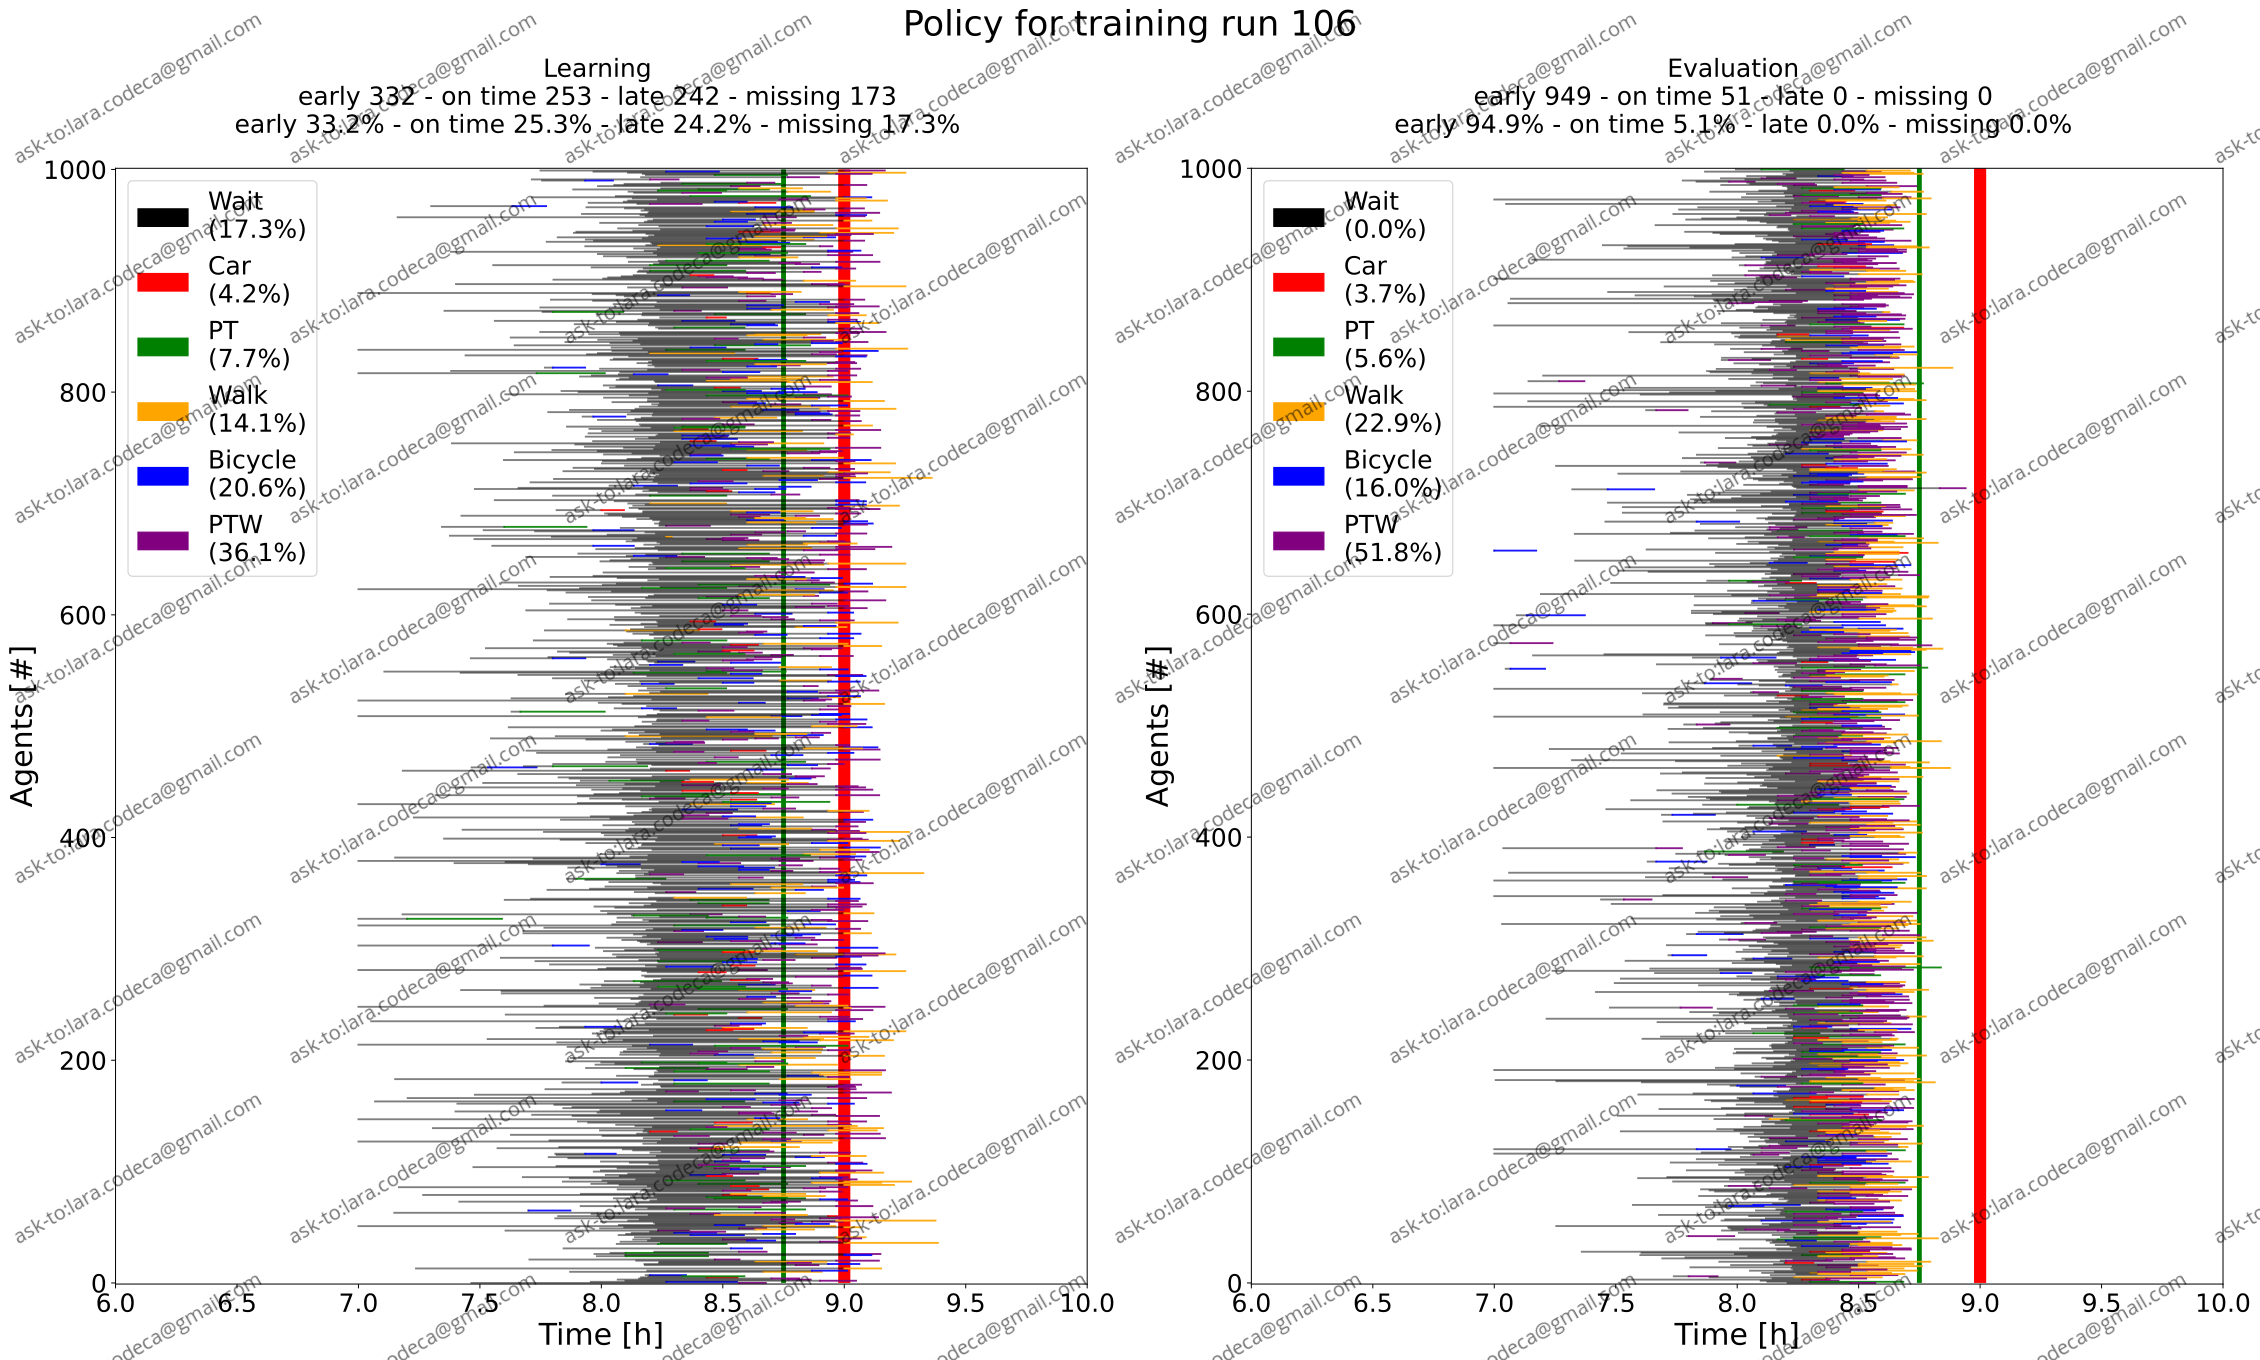 Policy for training run 106
Learning
early 332 - on time 253 - late 242 - missing 173
early 33.2% - on time 25.3% - late 24.2% - missing 17.3%
1000
800
600
400
200
0
Agents [#]
Wait
(17.3%)
Car
(4.2%)
PT
(7.7%)
Walk
(14.1%)
Bicycle
(20.6%)
PTW
(36.1%)
6.0 6.5 7.0 7.5 8.0 8.5 9.0 9.5 10.0
Time [h]
Evaluation
early 949 - on time 51 - late 0 - missing 0
early 94.9% - on time 5.1% - late 0.0% - missing 0.0%
1000
800
600
400
200
0
Agents [#]
Wait
(0.0%)
Car
(3.7%)
PT
(5.6%)
Walk
(22.9%)
Bicycle
(16.0%)
PTW
(51.8%)
6.0 6.5 7.0 7.5 8.0 8.5 9.0 9.5 10.0
Time [h]
ask-to:lara.codeca@gmail.com